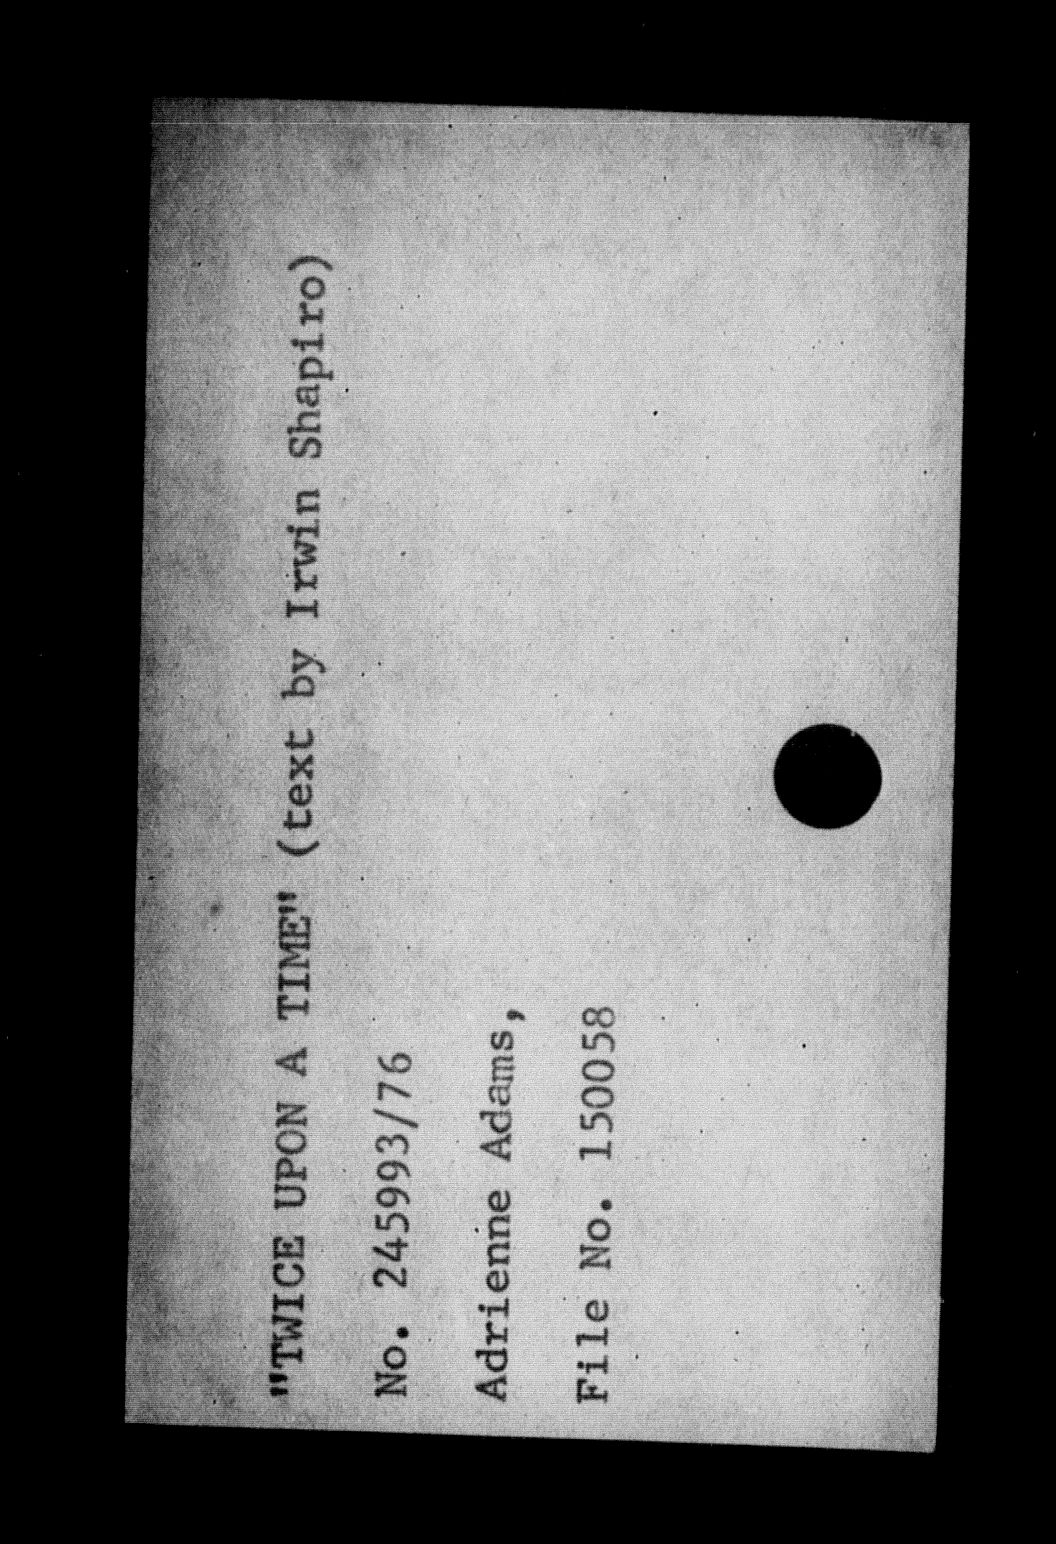 "TWICE UPON A TIME" (text by Irwin Shapiro)
No. 245993/76
Adrienne Adams,
File No. 150058